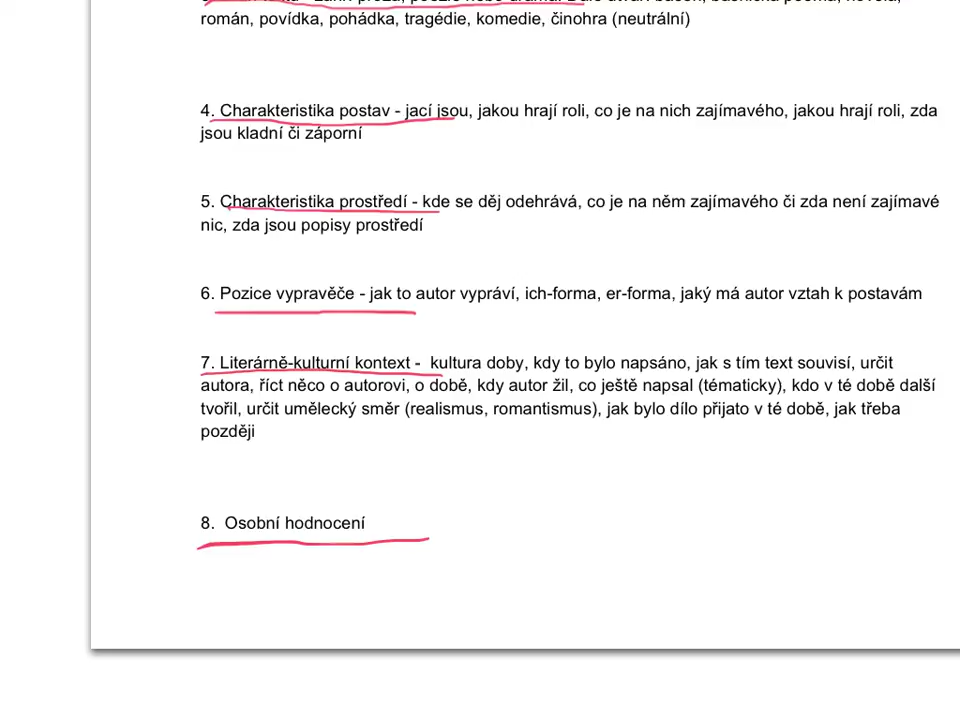 román, povídka, pohádka, tragédie, komedie, činohra (neutrální)
4. Charakteristika postav - jací jsou, jakou hrají roli, co je na nich zajímavého, jakou hrají roli, zda
jsou kladní či záporní
5. Charakteristika prostředí - kde se děj odehrává, co je na něm zajímavého či zda není zajímavé
nic, zda jsou popisy prostředí
6. Pozice vypravěče - jak to autor vypráví, ich-forma, er-forma, jaký má autor vztah k postavám
7. Literárně-kulturní kontext -  kultura doby, kdy to bylo napsáno, jak s tím text souvisí, určit
autora, říct něco o autorovi, o době, kdy autor žil, co ještě napsal (tématicky), kdo v té době další
tvořil, určit umělecký směr (realismus, romantismus), jak bylo dílo přijato v té době, jak třeba
později
8.  Osobní hodnocení